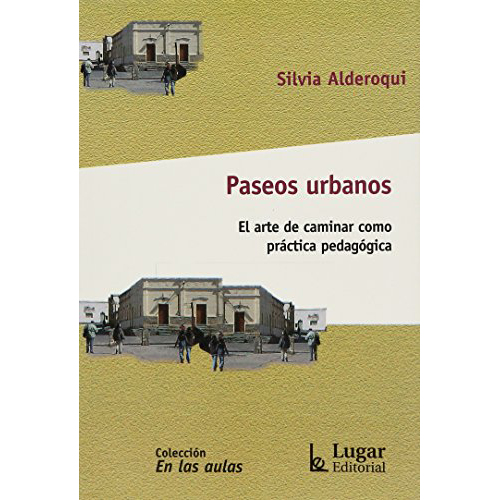 Silvia Alderoqui
Paseos urbanos
El arte de caminar como
práctica pedagógica
Colección
En las aulas
Lugar
Editorial